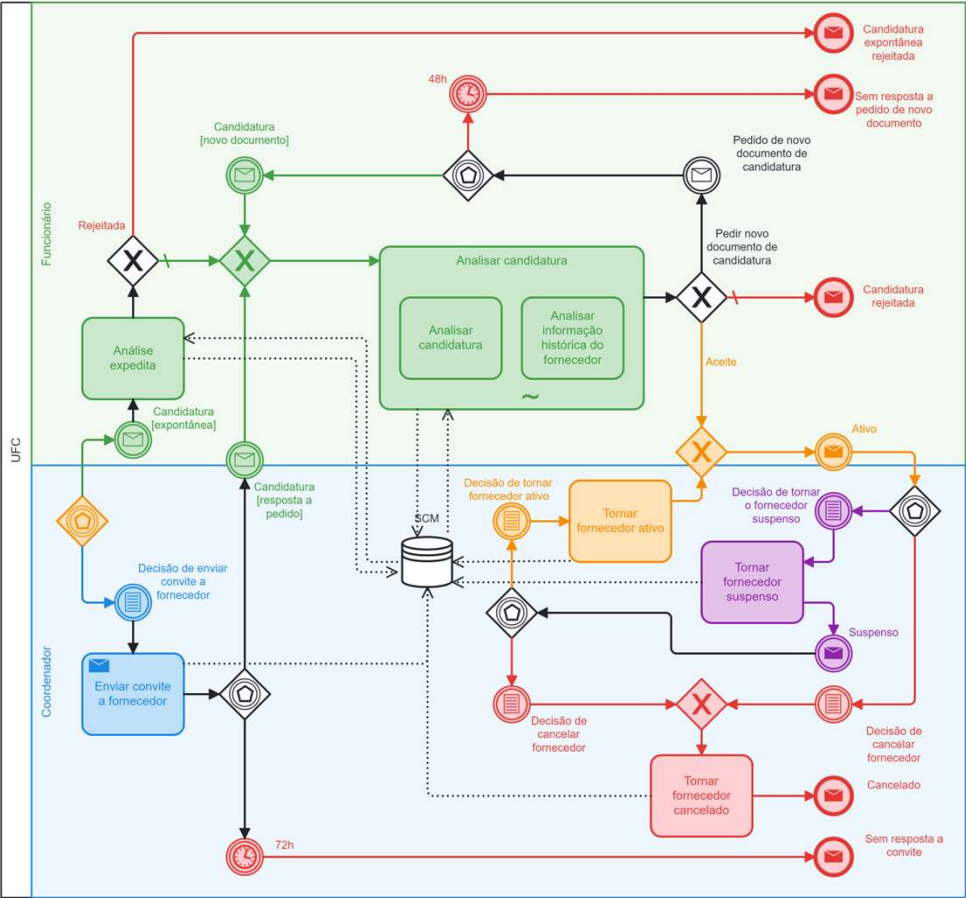 UFC
Funcionário
Coordenador
Candidatura
expontânea
rejeitada
48h
Sem resposta a
pedido de novo
documento
Candidatura
[novo documento]
Pedido de novo
documento de
candidatura
Rejeitada
Pedir novo
documento de
candidatura
Analisar candidatura
Analisar
candidatura
Analisar
informação
histórica do
fornecedor
~
Candidatura
rejeitada
Análise
expedita
Aceite
Candidatura
[expontânea]
Ativo
Candidatura
[resposta a
pedido]
Decisão de tornar
fornecedor ativo
Decisão de tornar
o fornecedor
suspenso
SCM
Tornar
fornecedor ativo
Tornar
fornecedor
suspenso
Decisão de enviar
convite a
fornecedor
Suspenso
Enviar convite
a fornecedor
Decisão de
cancelar
fornecedor
Decisão de
cancelar
fornecedor
Tornar
fornecedor
cancelado
Cancelado
72h
Sem resposta a
convite